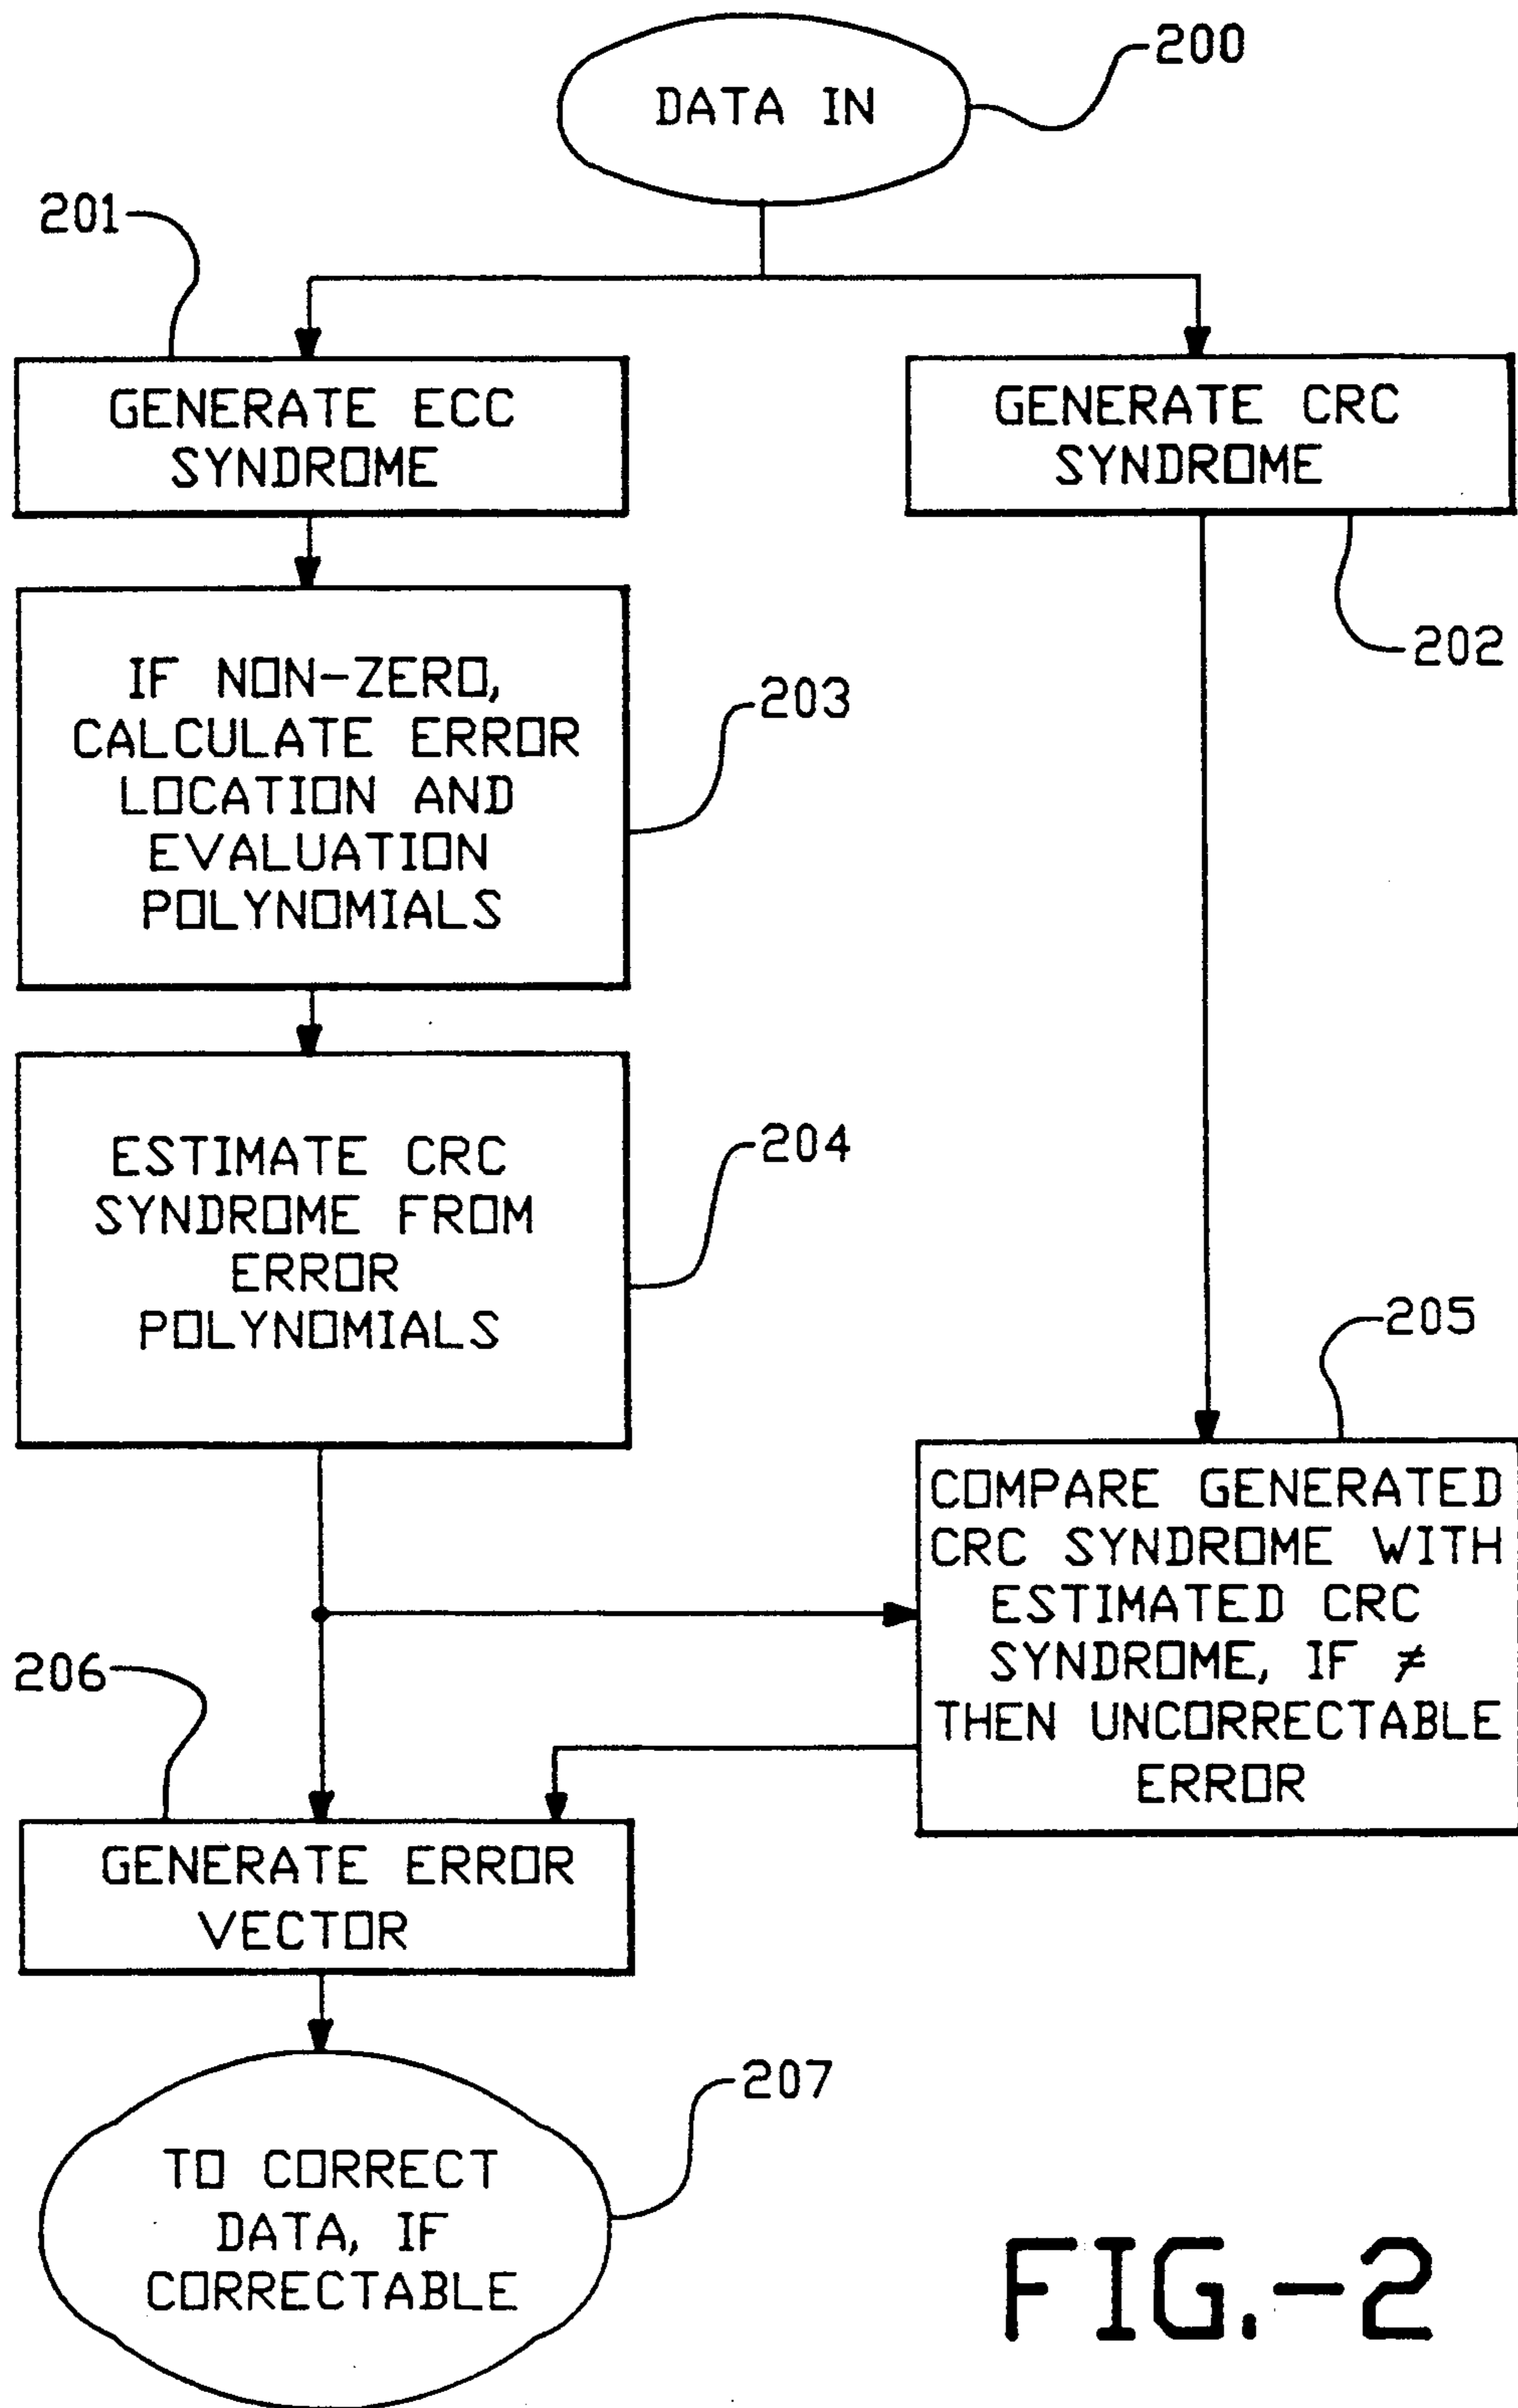 200
DATA IN
201
GENERATE ECC
SYNDROME
GENERATE CRC
SYNDROME
202
IF NON-ZERO,
CALCULATE ERROR
LOCATION AND
EVALUATION
POLYNOMIALS
203
ESTIMATE CRC
SYNDROME FROM
ERROR
POLYNOMIALS
204
205
COMPARE GENERATED
CRC SYNDROME WITH
ESTIMATED CRC
SYNDROME, IF ≠
THEN UNCORRECTABLE
ERROR
206
GENERATE ERROR
VECTOR
207
TO CORRECT
DATA, IF
CORRECTABLE
FIG.-2